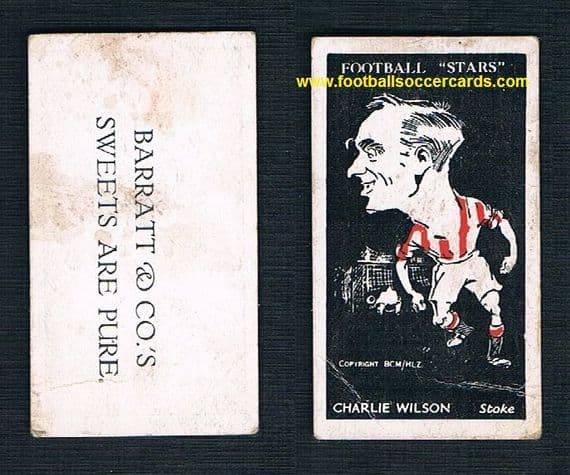 BARRATT & CO.'S
SWEETS ARE PURE.
FOOTBALL "STARS"
www.footballsoccercards.com
COPYRIGHT BCM/HLZ.
CHARLIE WILSON Stoke